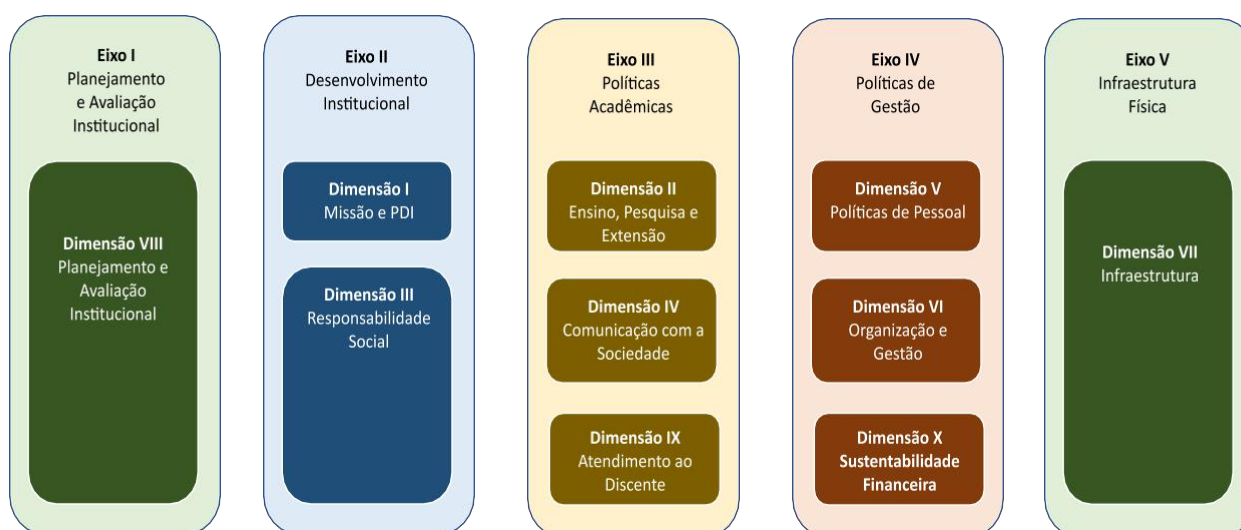 Eixo I
Planejamento
e Avaliação
Institucional
Dimensão VIII
Planejamento e
Avaliação
Institucional
Eixo II
Desenvolvimento
Institucional
Dimensão I
Missão e PDI
Dimensão III
Responsabilidade
Social
Eixo III
Políticas
Acadêmicas
Dimensão II
Ensino, Pesquisa e
Extensão
Dimensão IV
Comunicação com a
Sociedade
Dimensão IX
Atendimento ao
Discente
Eixo IV
Políticas de
Gestão
Dimensão V
Políticas de Pessoal
Dimensão VI
Organização e
Gestão
Dimensão X
Sustentabilidade
Financeira
Eixo V
Infraestrutura
Física
Dimensão VII
Infraestrutura